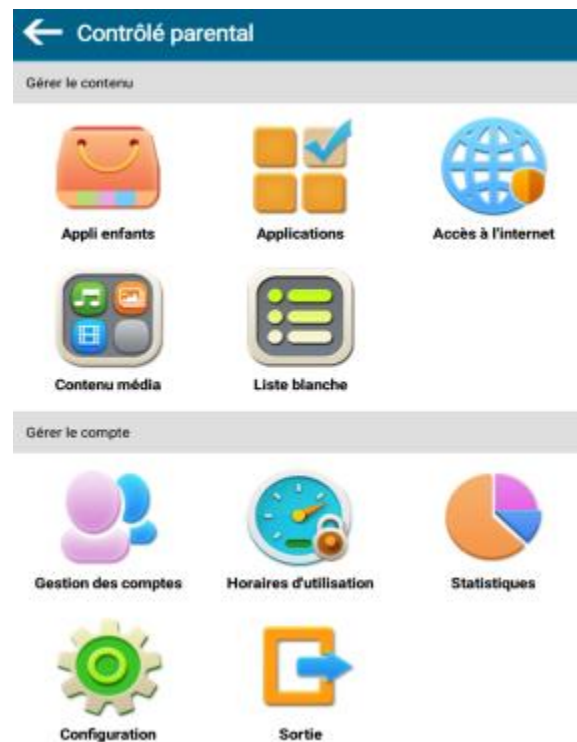 Contrôlé parental
Gérer le contenu
Appli enfants Applications Accès à l'internet
Contenu média Liste blanche
Gérer le compte
Gestion des comptes Horaires d'utilisation Statistiques
Configuration Sortie